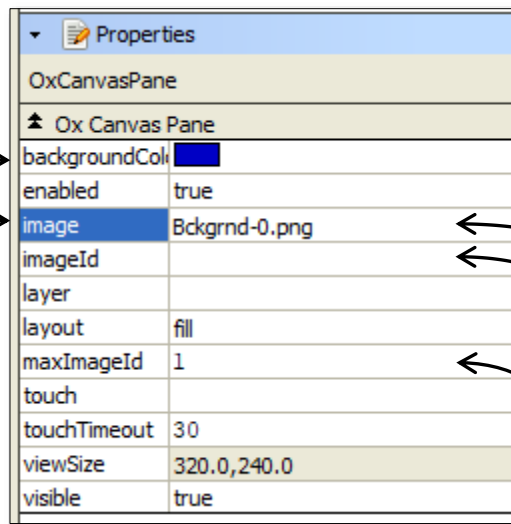 Properties
OxCanvasPane
Ox Canvas Pane
backgroundColo
enabled true
image Bckgrnd-0.png
imageId
layer
layout fill
maxImageId 1
touch
touchTimeout 30
viewSize 320.0,240.0
visible true